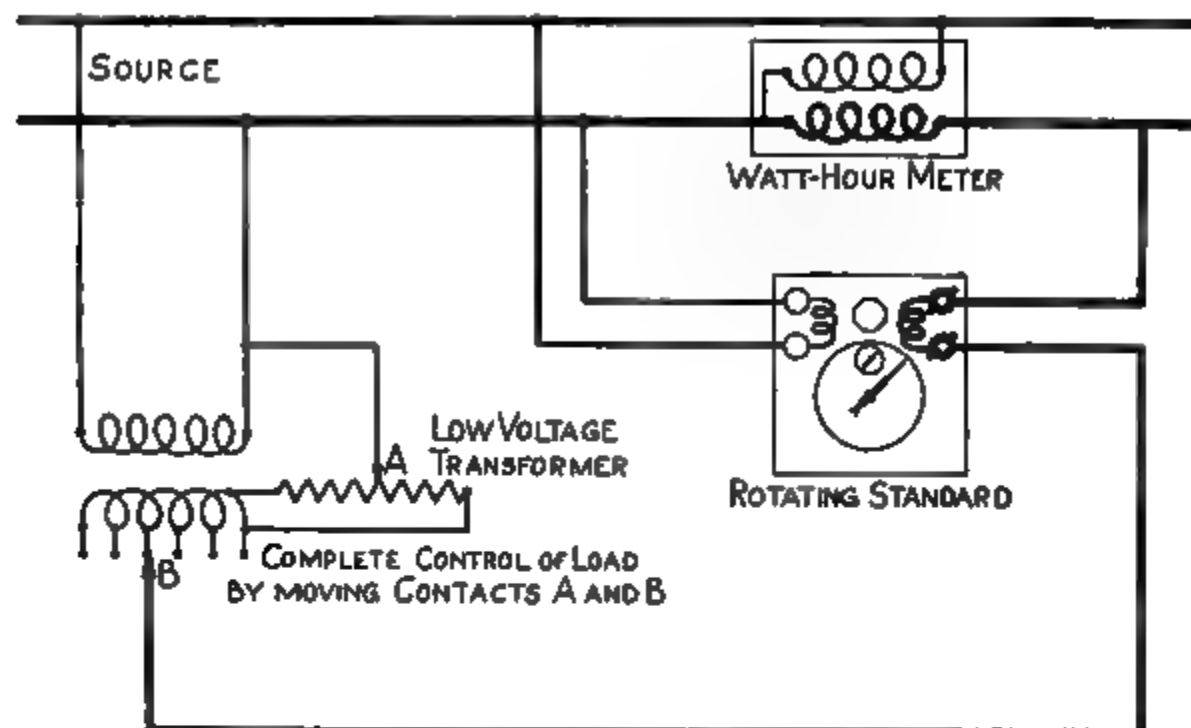 SOURCE
WATT-HOUR METER
LOW VOLTAGE
TRANSFORMER
A
ROTATING STANDARD
COMPLETE CONTROL OF LOAD
BY MOVING CONTACTS A AND B
B